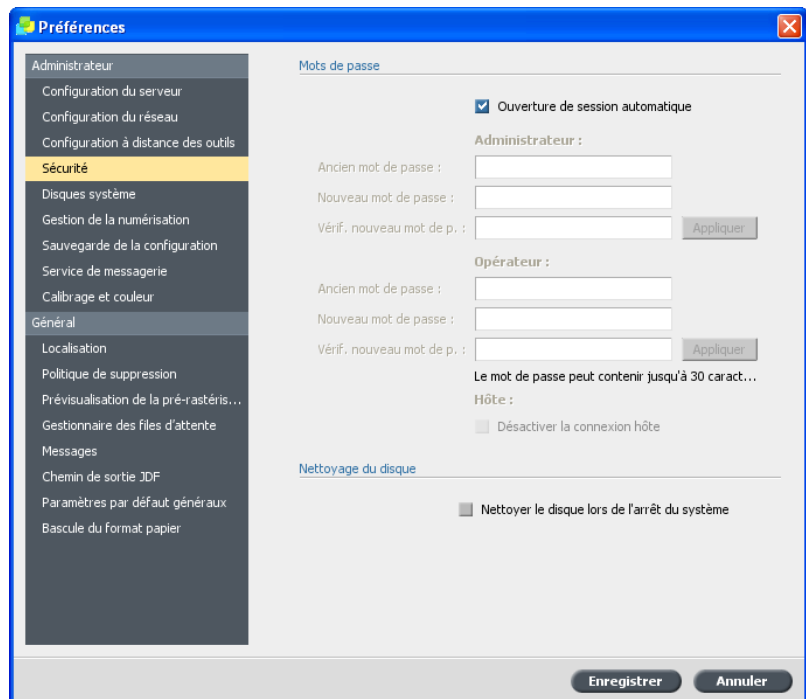 Préférences
Administrateur
Configuration du serveur
Configuration du réseau
Configuration à distance des outils
Sécurité
Disques système
Gestion de la numérisation
Sauvegarde de la configuration
Service de messagerie
Calibrage et couleur
Général
Localisation
Politique de suppression
Prévisualisation de la pré-rastéris...
Gestionnaire des files d'attente
Messages
Chemin de sortie JDF
Paramètres par défaut généraux
Bascule du format papier
Mots de passe
Ouverture de session automatique
Administrateur :
Ancien mot de passe :
Nouveau mot de passe :
Vérif. nouveau mot de p. : Appliquer
Opérateur :
Ancien mot de passe :
Nouveau mot de passe :
Vérif. nouveau mot de p. : Appliquer
Le mot de passe peut contenir jusqu'à 30 caract...
Hôte :
Désactiver la connexion hôte
Nettoyage du disque
Nettoyer le disque lors de l'arrêt du système
Enregistrer Annuler